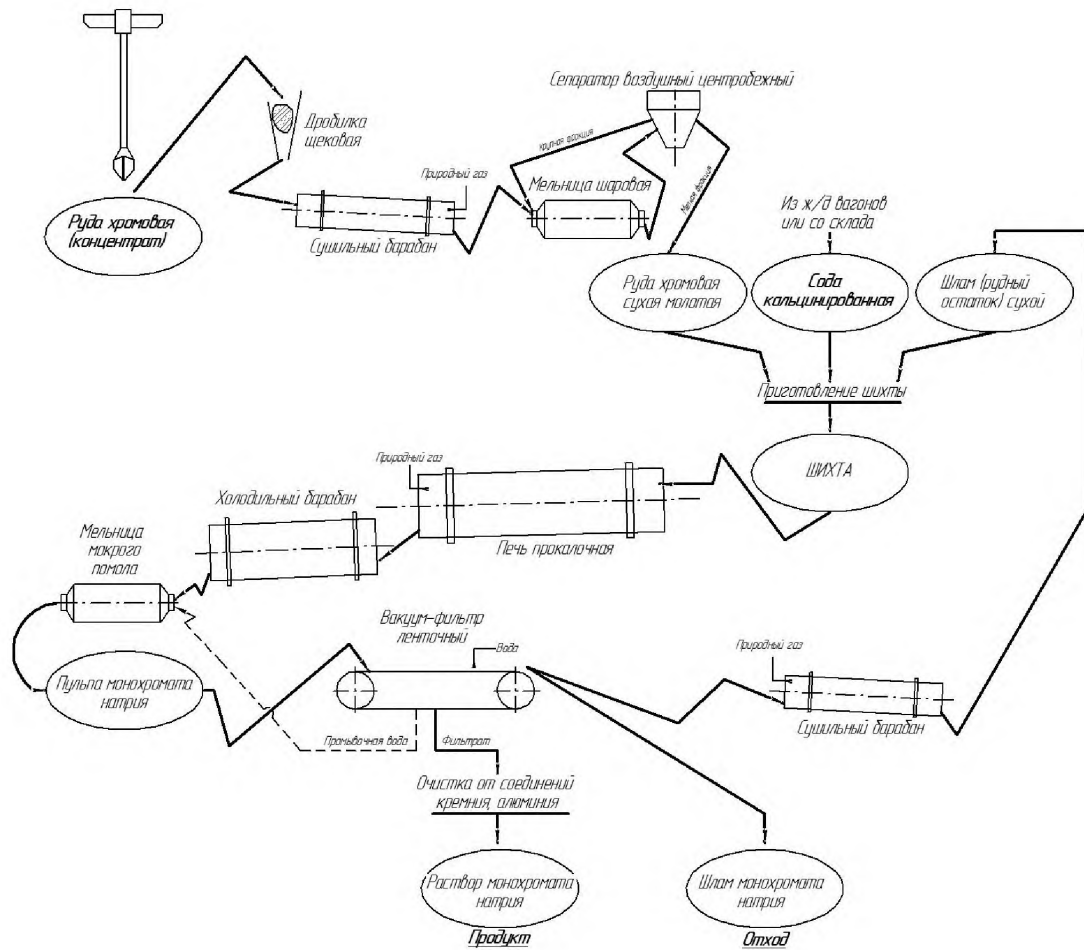 Сепаратор воздушный центробежный
Дробилка
щековая
Крупная фракция
Природный газ
Мельница шаровая
Мелкая фракция
Из ж/д вагонов
или со склада
Руда хромовая
(концентрат)
Сушильный барабан
Руда хромовая
сухая молотая
Сода
кальцинированная
Шлам (рудный
остаток) сухой
Приготовление шихты
ШИХТА
Природный газ
Холодильный барабан
Печь прокалочная
Мельница
мокрого
помола
Вакуум-фильтр
ленточный
Вода
Природный газ
Пульпа монохромата
натрия
Сушильный барабан
Промывочная вода
Фильтрат
Очистка от соединений
кремния, алюминия
Раствор монохромата
натрия
Шлам монохромата
натрия
Продукт
Отход